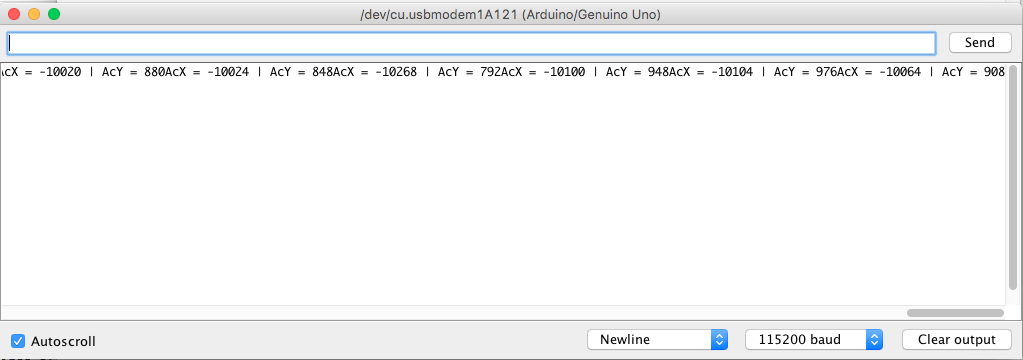 /dev/cu.usbmodem1A121 (Arduino/Genuino Uno)
Send
cX = -10020 | AcY = 880AcX = -10024 | AcY = 848AcX = -10268 | AcY = 792AcX = -10100 | AcY = 948AcX = -10104 | AcY = 976AcX = -10064 | AcY = 908
Autoscroll
Newline
115200 baud
Clear output